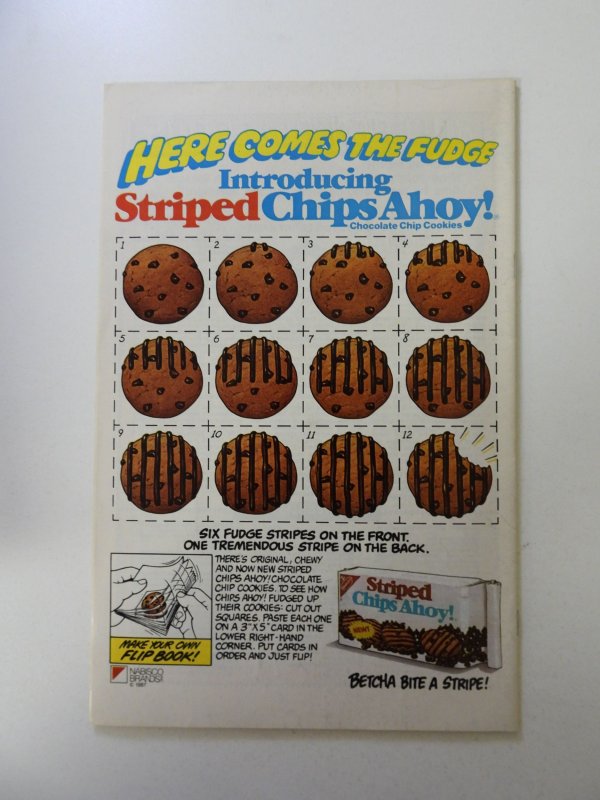 HERE COMES THE FUDGE
Introducing
Striped Chips Ahoy!
Chocolate Chip Cookies
1 2 3 4
5 6 7 8
9 10 11 12
SIX FUDGE STRIPES ON THE FRONT.
ONE TREMENDOUS STRIPE ON THE BACK.
THERE'S ORIGINAL, CHEWY
AND NOW NEW STRIPED
CHIPS AHOY! CHOCOLATE
CHIP COOKIES. TO SEE HOW
CHIPS AHOY! FUDGED UP
THEIR COOKIES: CUT OUT
SQUARES. PASTE EACH ONE
ON A 3" X 5" CARD IN THE
LOWER RIGHT-HAND
CORNER. PUT CARDS IN
ORDER AND JUST FLIP!
MAKE YOUR OWN
FLIP BOOK!
NABISCO
BRANDS
© 1987
Striped
Chips Ahoy!
NEW!
BETCHA BITE A STRIPE!